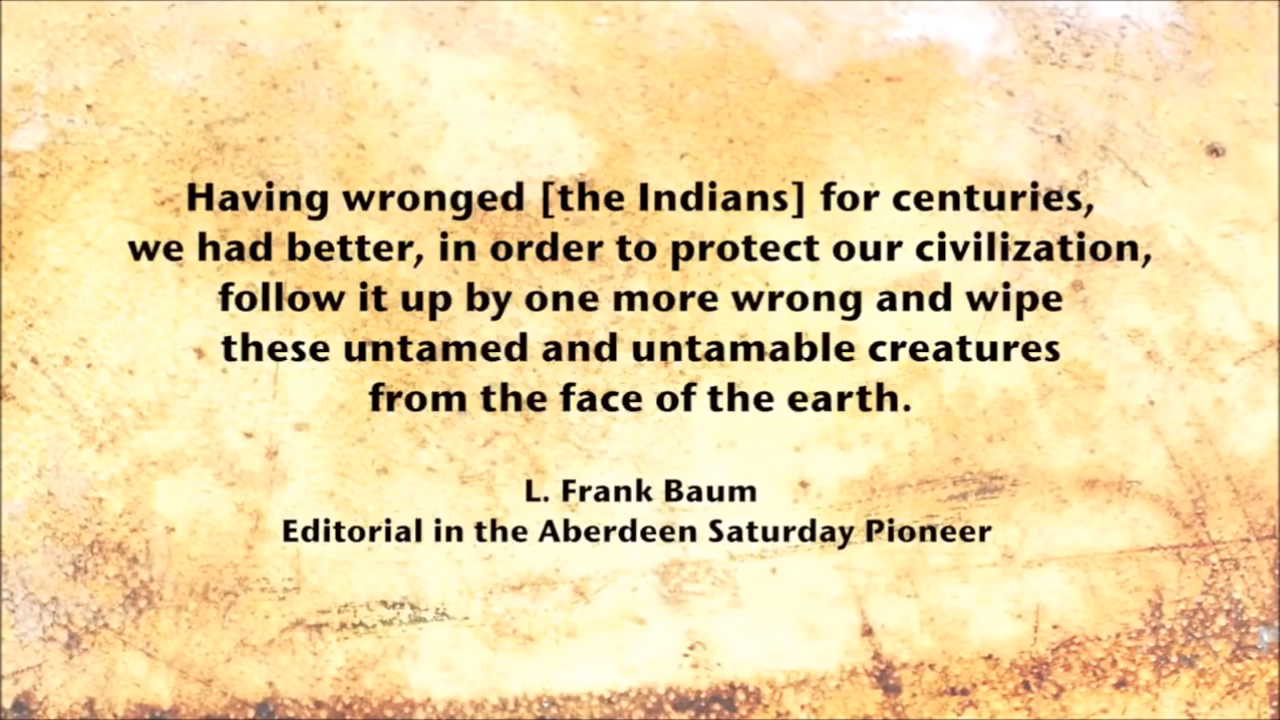 Having wronged [the Indians] for centuries,
we had better, in order to protect our civilization,
follow it up by one more wrong and wipe
these untamed and untamable creatures
from the face of the earth.
L. Frank Baum
Editorial in the Aberdeen Saturday Pioneer